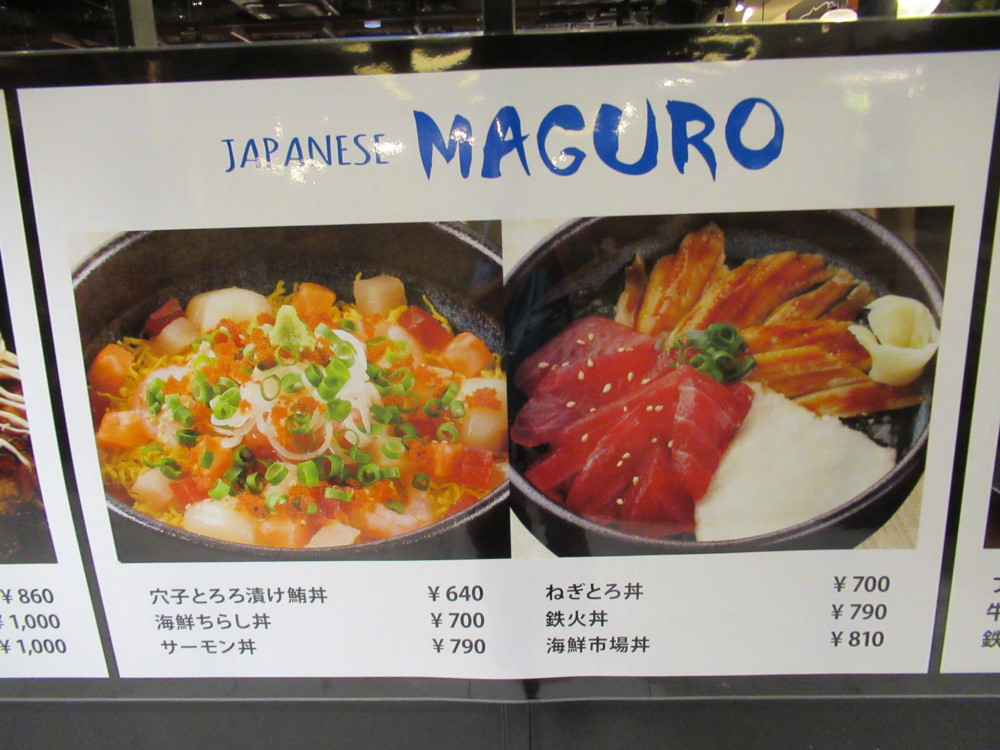 JAPANESE MAGURO
穴子とろろ漬け鮪丼 ¥640
海鮮ちらし丼 ¥700
サーモン丼 ¥790
ねぎとろ丼 ¥700
鉄火丼 ¥790
海鮮市場丼 ¥810
¥860
¥1,000
¥1,000
牛
鉄